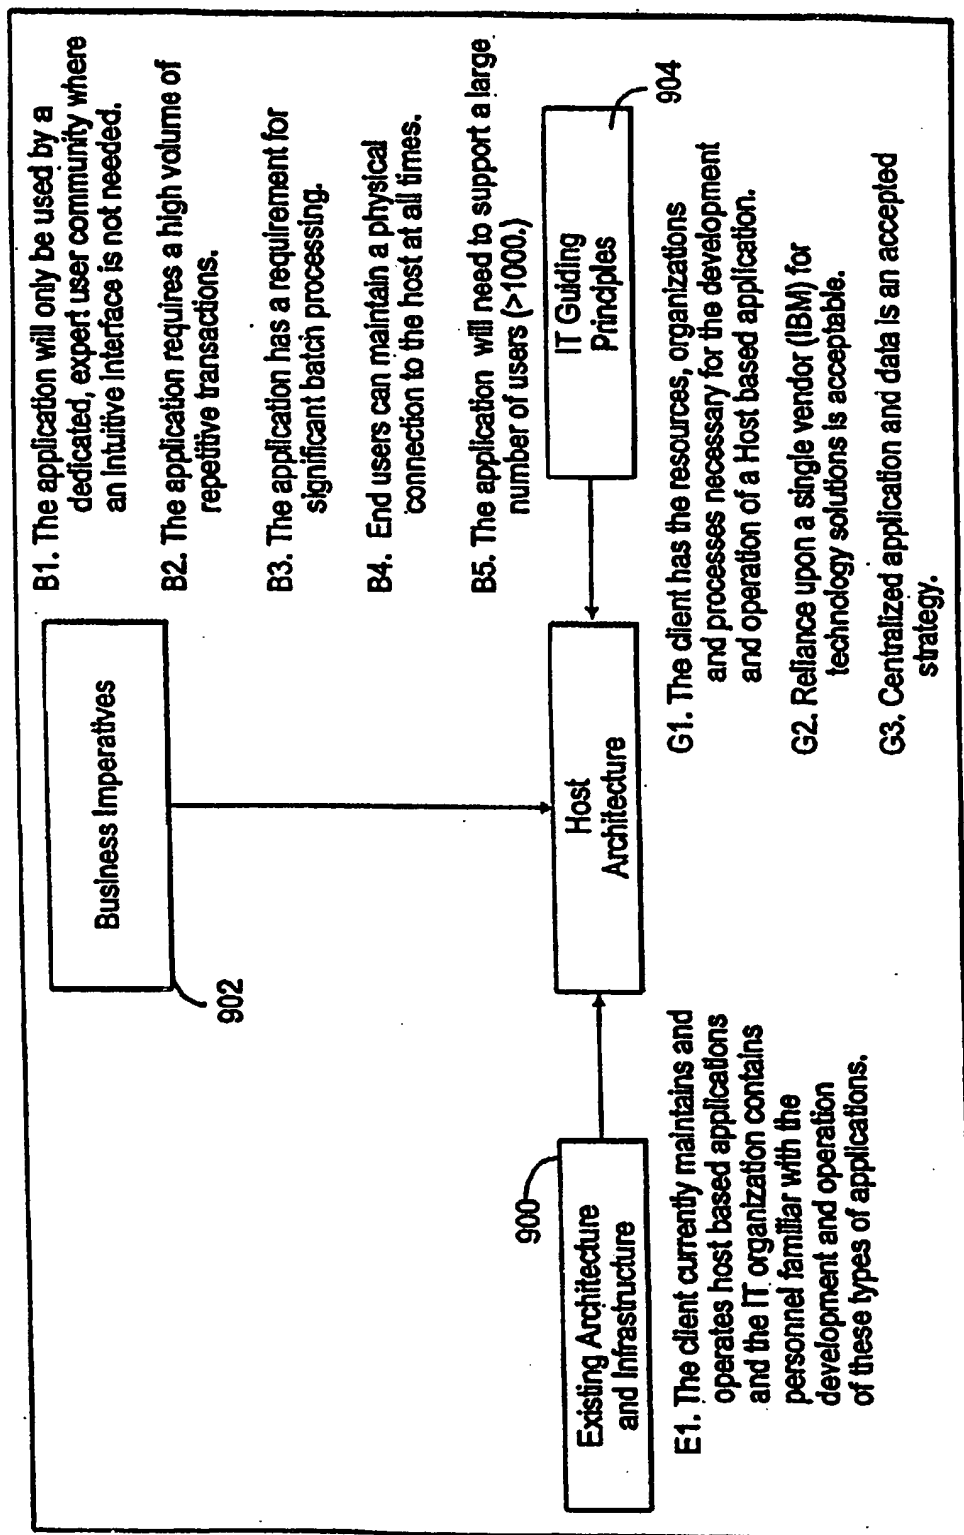 Business Imperatives
902
B1. The application will only be used by a
dedicated, expert user community where
an Intuitive Interface is not needed.
B2. The application requires a high volume of
repetitive transactions.
B3. The application has a requirement for
significant batch processing.
B4. End users can maintain a physical
connection to the host at all times.
B5. The application will need to support a large
number of users (>1000.)
900
Existing Architecture
and Infrastructure
Host
Architecture
IT Guiding
Principles
904
E1. The client currently maintains and
operates host based applications
and the IT organization contains
personnel familiar with the
development and operation
of these types of applications.
G1. The client has the resources, organizations
and processes necessary for the development
and operation of a Host based application.
G2. Reliance upon a single vendor (IBM) for
technology solutions is acceptable.
G3. Centralized application and data is an accepted
strategy.